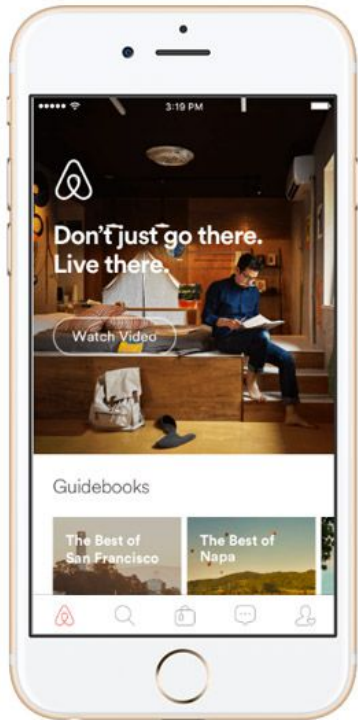 3:19 PM
Don't just go there.
Live there.
Watch Video
Guidebooks
The Best of
San Francisco
The Best of
Napa